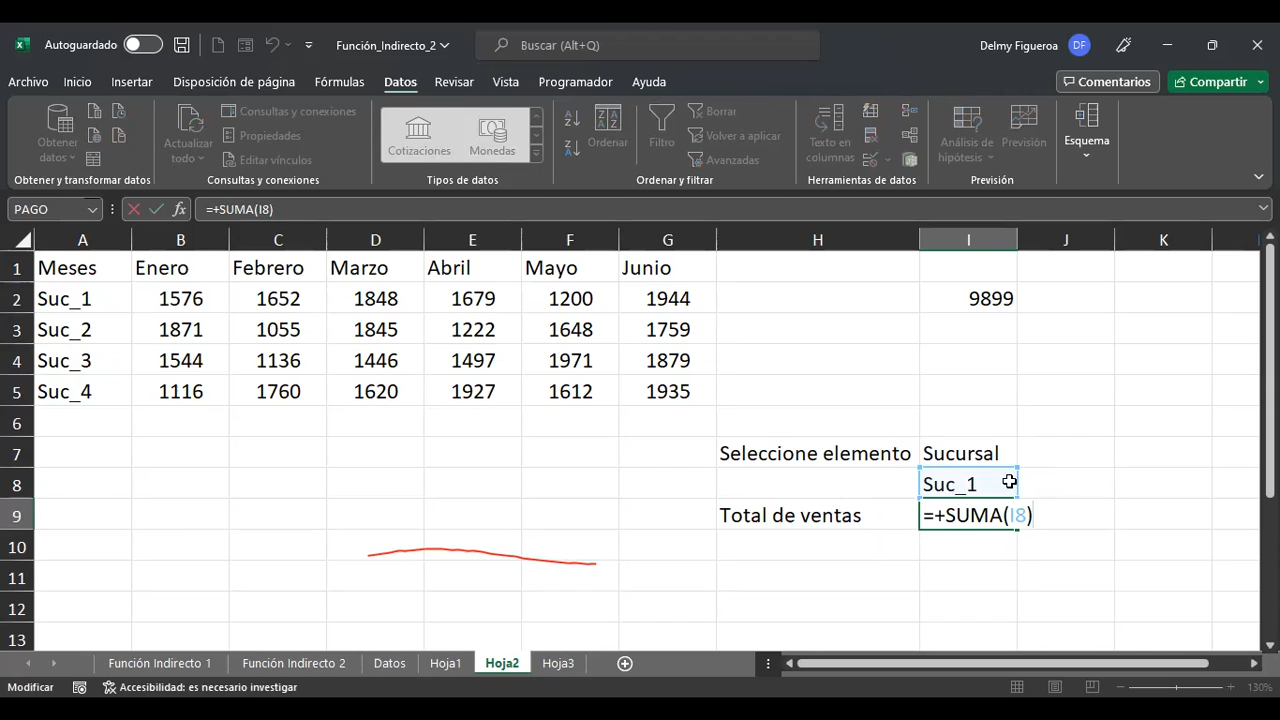 Autoguardado Función_Indirecto_2 Buscar (Alt+Q) Delmy Figueroa DF
Archivo Inicio Insertar Disposición de página Fórmulas Datos Revisar Vista Programador Ayuda Comentarios Compartir
Obtener datos
Actualizar todo
Consultas y conexiones
Propiedades
Editar vínculos
Cotizaciones Monedas
Ordenar
Filtro
Borrar
Volver a aplicar
Avanzadas
Texto en columnas
Análisis de hipótesis
Previsión
Esquema
Obtener y transformar datos Consultas y conexiones Tipos de datos Ordenar y filtrar Herramientas de datos Previsión
PAGO fx =+SUMA(I8)
A B C D E F G H I J K
1 Meses Enero Febrero Marzo Abril Mayo Junio
2 Suc_1 1576 1652 1848 1679 1200 1944 9899
3 Suc_2 1871 1055 1845 1222 1648 1759
4 Suc_3 1544 1136 1446 1497 1971 1879
5 Suc_4 1116 1760 1620 1927 1612 1935
6
7 Seleccione elemento Sucursal
8 Suc_1
9 Total de ventas =+SUMA(I8)
10
11
12
13
Función Indirecto 1 Función Indirecto 2 Datos Hoja1 Hoja2 Hoja3
Modificar Accesibilidad: es necesario investigar 130%